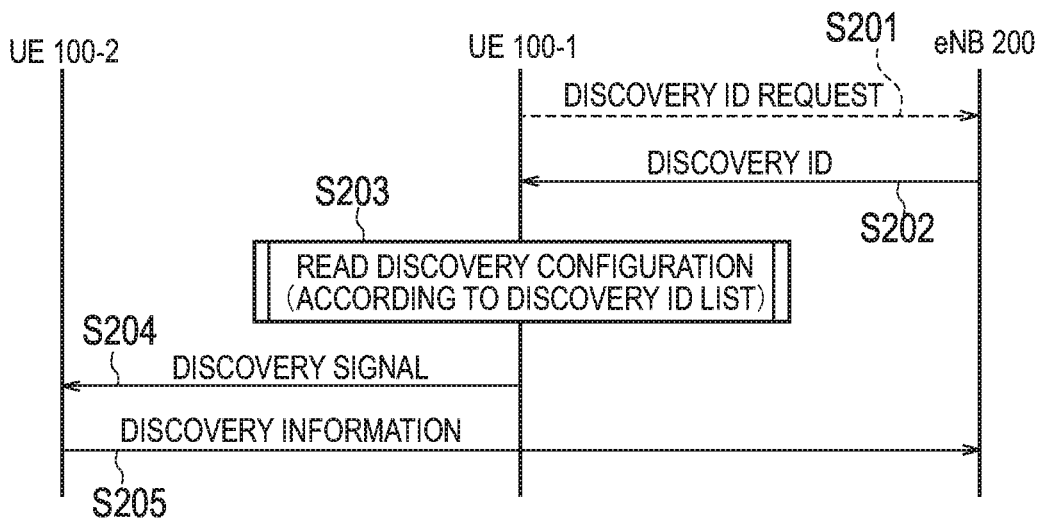 UE 100-2
UE 100-1
S201
eNB 200
DISCOVERY ID REQUEST
DISCOVERY ID
S202
S203
READ DISCOVERY CONFIGURATION
(ACCORDING TO DISCOVERY ID LIST)
S204
DISCOVERY SIGNAL
DISCOVERY INFORMATION
S205